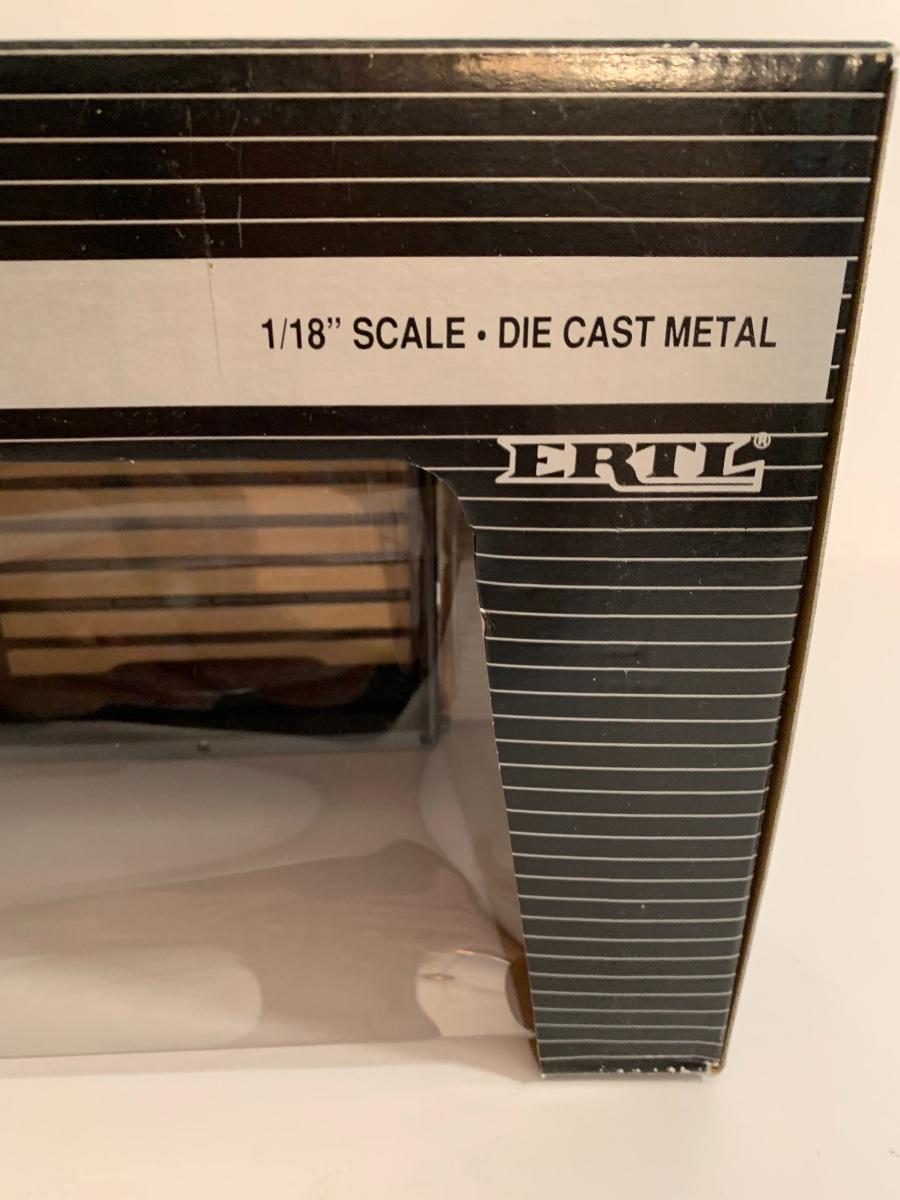 1/18” SCALE • DIE CAST METAL
ERTL®